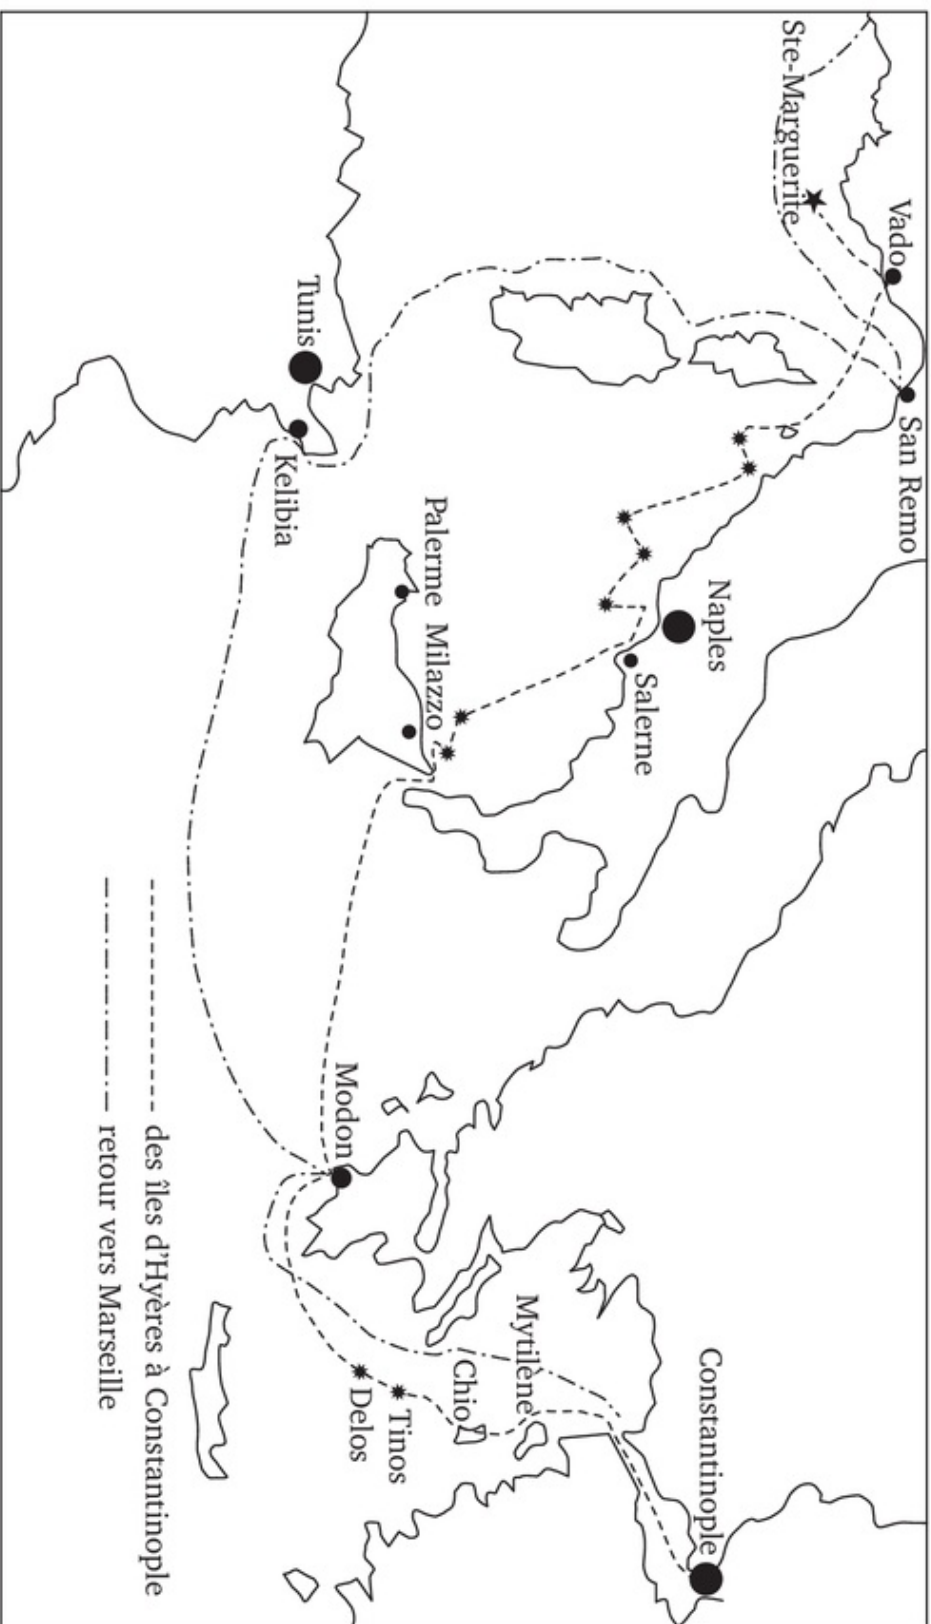 Ste-Marguerite
Vado
San Remo
Naples
Salerne
Tunis
Kelibia
Palerme
Milazzo
Modon
Mytilène
Chio
Tinos
Delos
Constantinople
des îles d'Hyères à Constantinople
retour vers Marseille